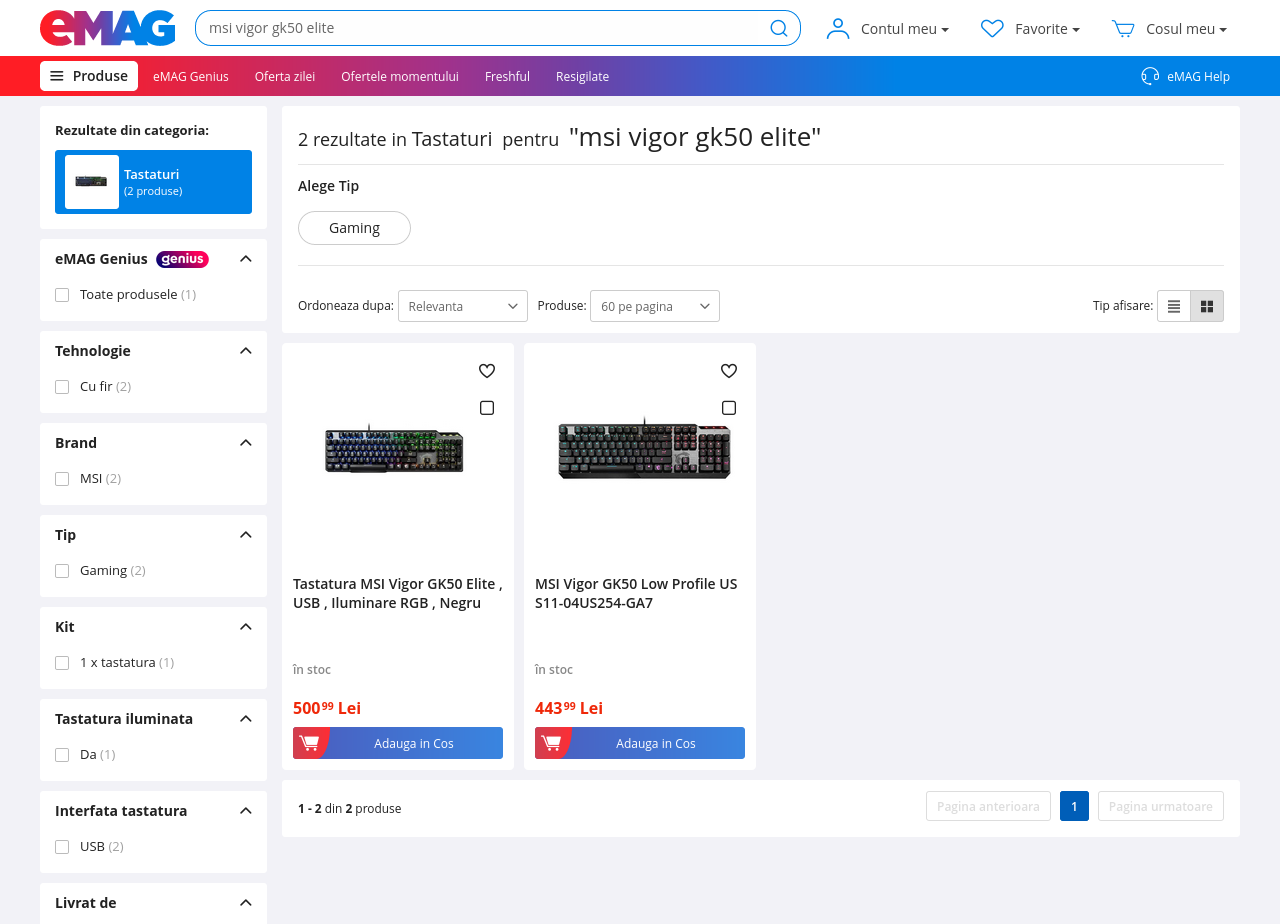 eMAG
msi vigor gk50 elite
Contul meu
Favorite
Cosul meu
Produse
eMAG Genius
Oferta zilei
Ofertele momentului
Freshful
Resigilate
eMAG Help
Rezultate din categoria:
Tastaturi
(2 produse)
eMAG Genius genius
Toate produsele (1)
Tehnologie
Cu fir (2)
Brand
MSI (2)
Tip
Gaming (2)
Kit
1 x tastatura (1)
Tastatura iluminata
Da (1)
Interfata tastatura
USB (2)
Livrat de
2 rezultate in Tastaturi pentru "msi vigor gk50 elite"
Alege Tip
Gaming
Ordoneaza dupa: Relevanta
Produse: 60 pe pagina
Tip afisare:
Tastatura MSI Vigor GK50 Elite ,
USB , Iluminare RGB , Negru
în stoc
500⁹⁹ Lei
Adauga in Cos
MSI Vigor GK50 Low Profile US
S11-04US254-GA7
în stoc
443⁹⁹ Lei
Adauga in Cos
1 - 2 din 2 produse
Pagina anterioara
1
Pagina urmatoare